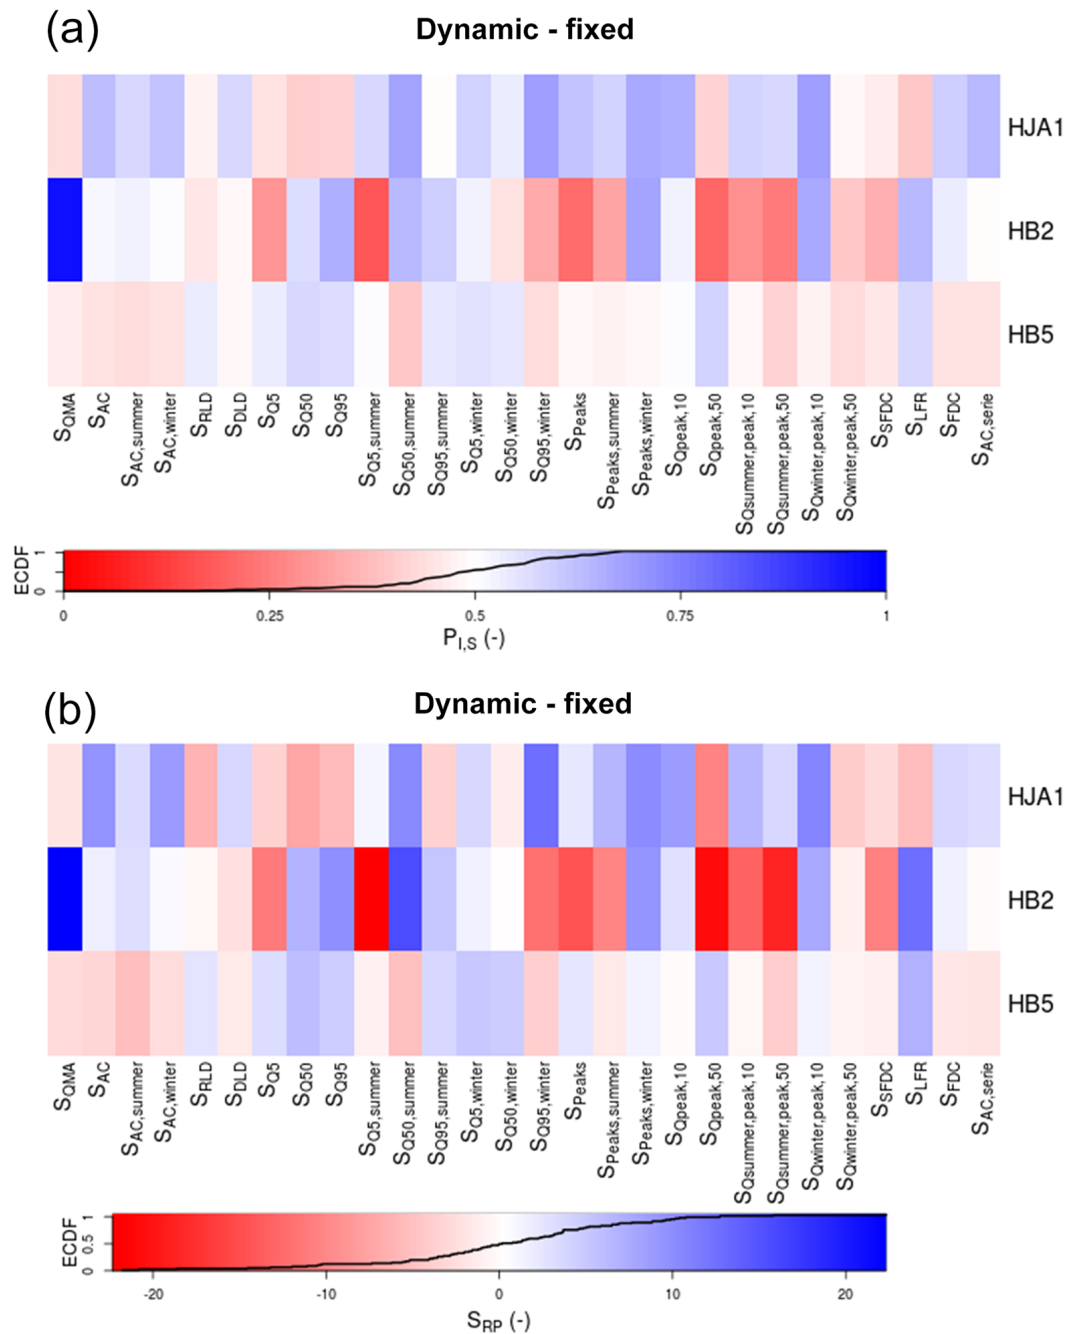 (a)
Dynamic - fixed
HJA1
HB2
HB5
SQMA SAC SAC,summer SAC,winter SRLD SDLD SQ5 SQ50 SQ95 SQ5,summer SQ50,summer SQ95,summer SQ5,winter SQ50,winter SQ95,winter SPeaks SPeaks,summer SPeaks,winter SQpeak,10 SQpeak,50 SQsummer,peak,10 SQsummer,peak,50 SQwinter,peak,10 SQwinter,peak,50 SSFDC SLFR SFDC SAC,serie
ECDF
1
0
0 0.25 0.5 0.75 1
PI,S (-)
(b)
Dynamic - fixed
HJA1
HB2
HB5
SQMA SAC SAC,summer SAC,winter SRLD SDLD SQ5 SQ50 SQ95 SQ5,summer SQ50,summer SQ95,summer SQ5,winter SQ50,winter SQ95,winter SPeaks SPeaks,summer SPeaks,winter SQpeak,10 SQpeak,50 SQsummer,peak,10 SQsummer,peak,50 SQwinter,peak,10 SQwinter,peak,50 SSFDC SLFR SFDC SAC,serie
ECDF
1
0.5
0
-20 -10 0 10 20
SRP (-)